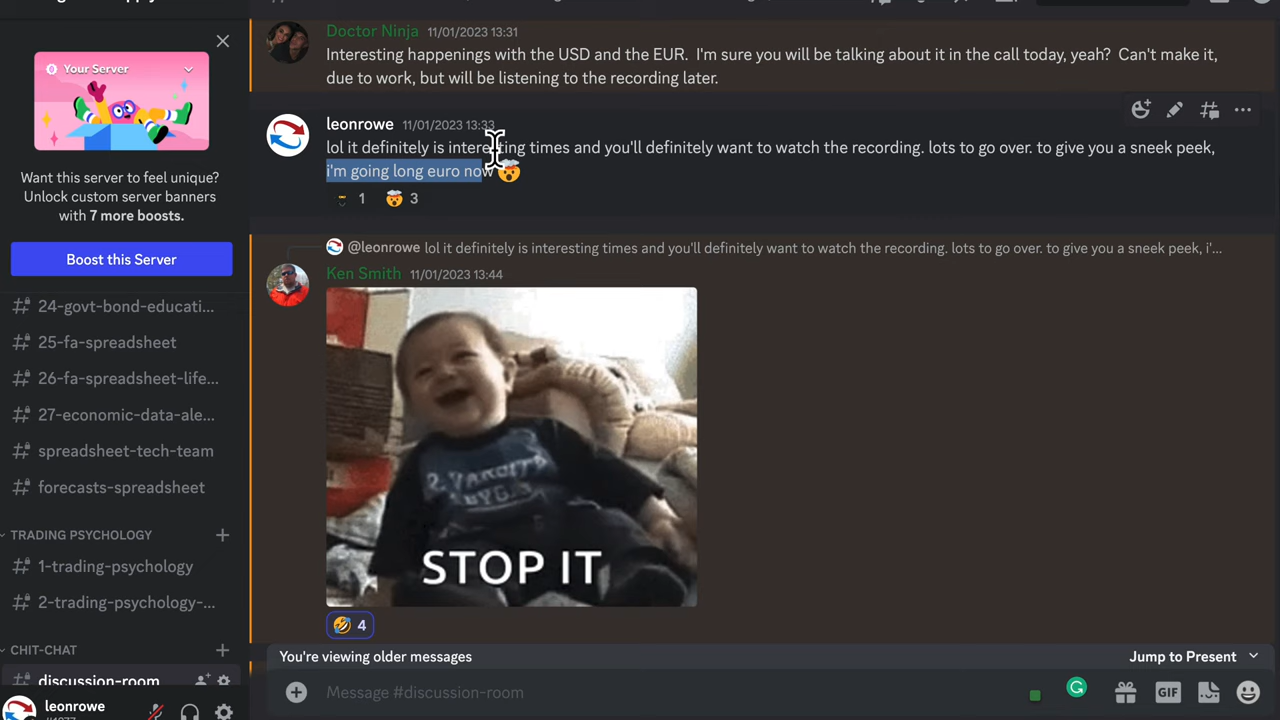 Your Server
Want this server to feel unique?
Unlock custom server banners
with 7 more boosts.
Boost this Server
24-govt-bond-educati...
25-fa-spreadsheet
26-fa-spreadsheet-life...
27-economic-data-ale...
spreadsheet-tech-team
forecasts-spreadsheet
TRADING PSYCHOLOGY
1-trading-psychology
2-trading-psychology-...
CHIT-CHAT
discussion-room
leonrowe
Doctor Ninja 11/01/2023 13:31
Interesting happenings with the USD and the EUR. I'm sure you will be talking about it in the call today, yeah? Can't make it,
due to work, but will be listening to the recording later.
leonrowe 11/01/2023 13:33
lol it definitely is interesting times and you'll definitely want to watch the recording. lots to go over. to give you a sneek peek,
i'm going long euro now 🤯
1 🤯 3
@leonrowe lol it definitely is interesting times and you'll definitely want to watch the recording. lots to go over. to give you a sneek peek, i'...
Ken Smith 11/01/2023 13:44
STOP IT
🤣 4
You're viewing older messages
Jump to Present
Message #discussion-room
GIF